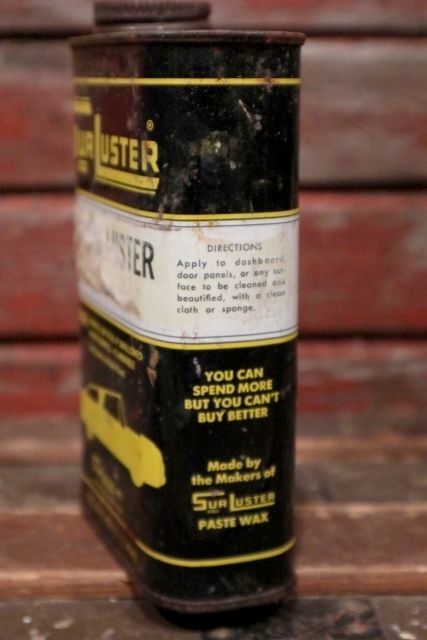 SUR LUSTER®
DIRECTIONS
Apply to dashboard,
door panels, or any sur-
face to be cleaned and
beautified, with a clean
cloth or sponge.
YOU CAN
SPEND MORE
BUT YOU CAN'T
BUY BETTER
Made by
the Makers of
SUR LUSTER
PASTE WAX